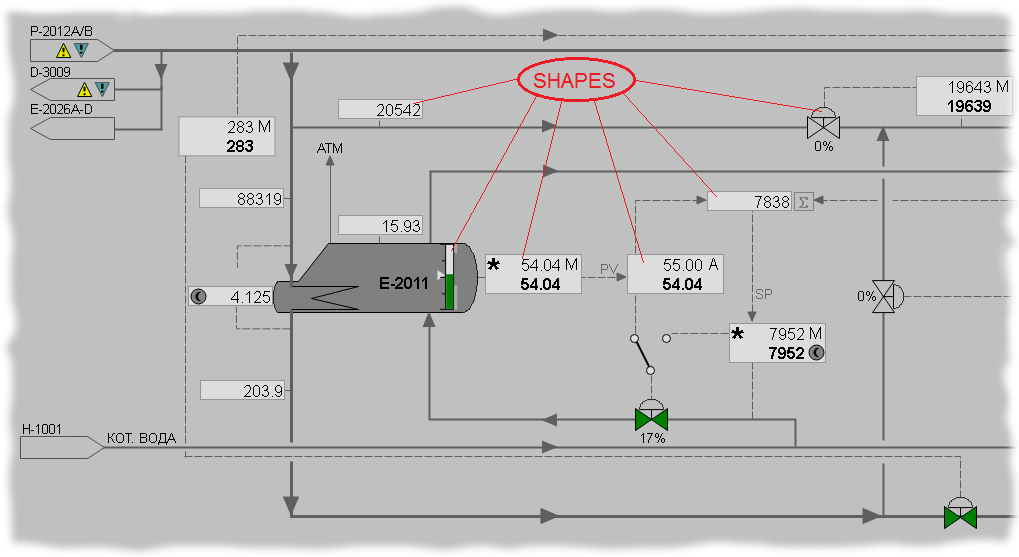 P-2012A/B
D-3009
E-2026A-D
SHAPES
20542
19643 M
19639
0%
283 M
283
ATM
88319
7838
Σ
15.93
E-2011
54.04 M
54.04
PV
55.00 A
54.04
4.125
SP
0%
7952 M
7952
203.9
17%
H-1001
КОТ. ВОДА